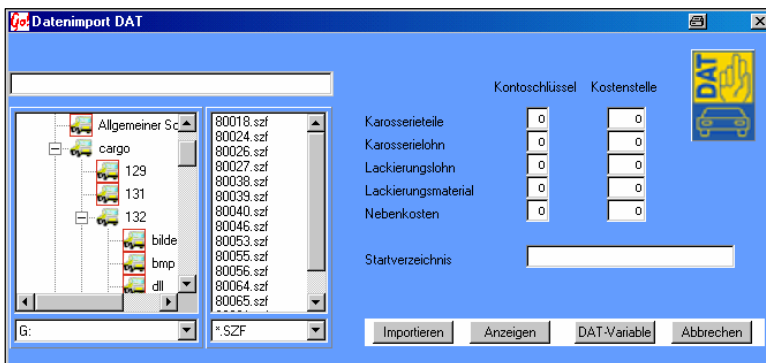 Go! Datenimport DAT
Kontoschlüssel Kostenstelle
DAT
Allgemeiner Sc
cargo
129
131
132
bilde
bmp
dll
G:
80018.szf
80024.szf
80026.szf
80027.szf
80038.szf
80039.szf
80040.szf
80046.szf
80053.szf
80055.szf
80056.szf
80064.szf
80065.szf
*.SZF
Karosserieteile 0 0
Karosserielohn 0 0
Lackierungslohn 0 0
Lackierungsmaterial 0 0
Nebenkosten 0 0
Startverzeichnis
Importieren Anzeigen DAT-Variable Abbrechen